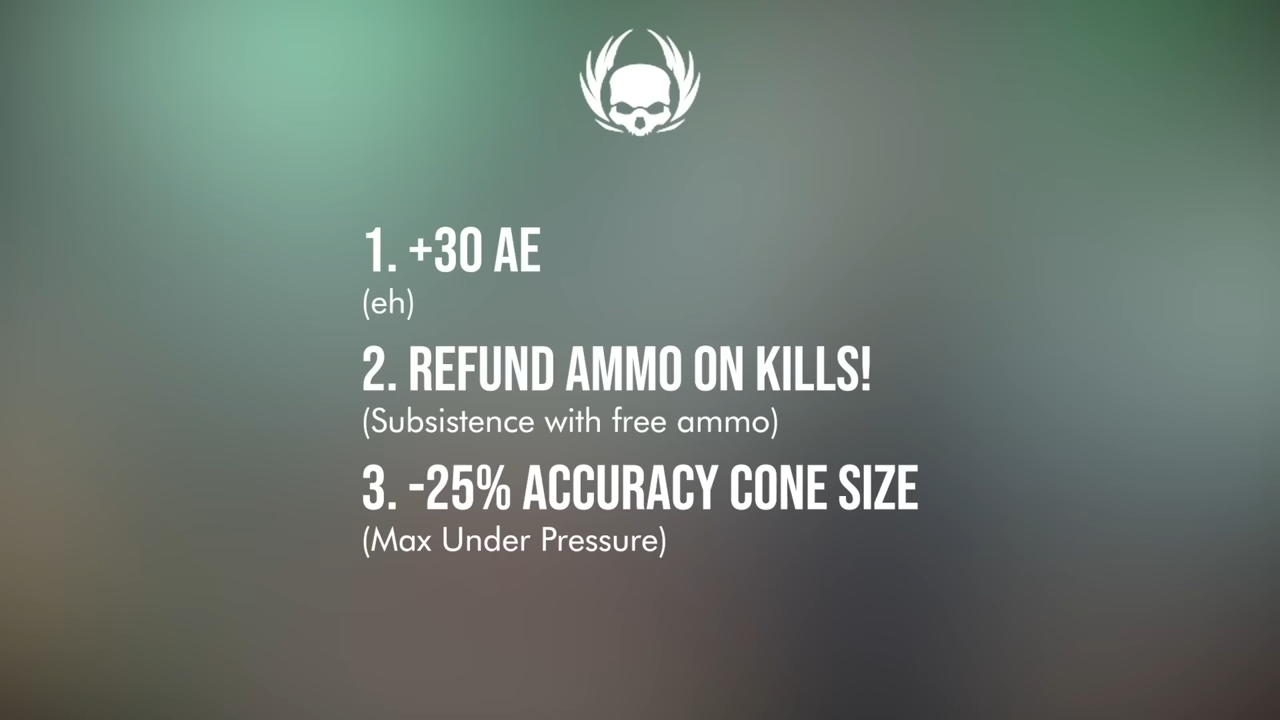 1. +30 AE
(eh)
2. REFUND AMMO ON KILLS!
(Subsistence with free ammo)
3. -25% ACCURACY CONE SIZE
(Max Under Pressure)